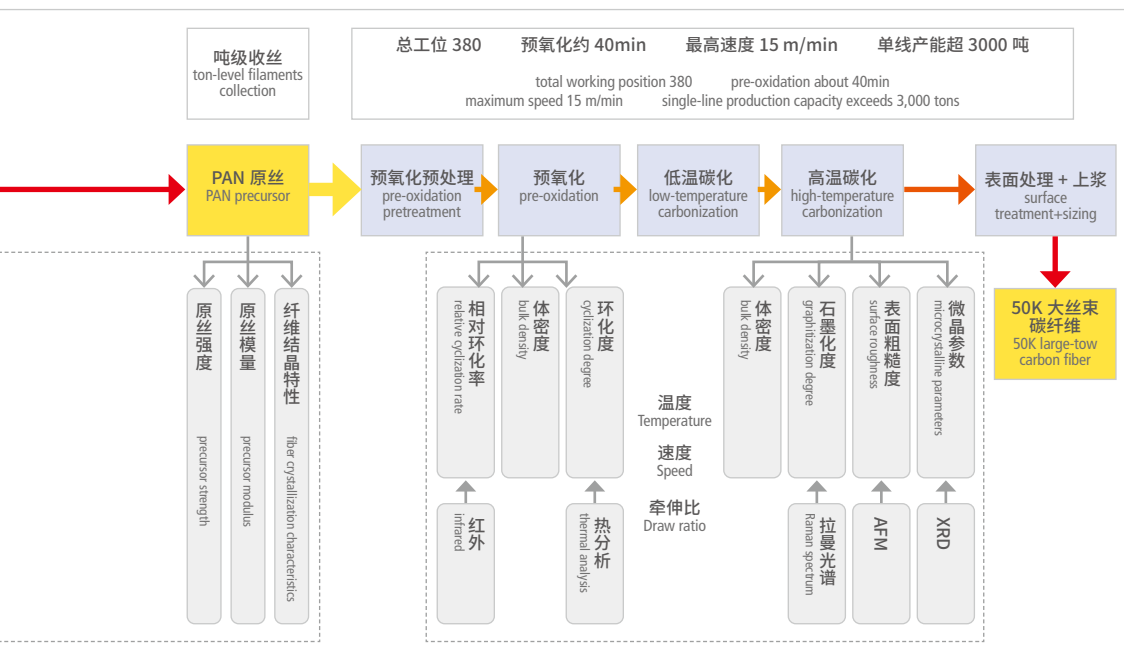 吨级收丝
ton-level filaments
collection
总工位 380 预氧化约 40min 最高速度 15 m/min 单线产能超 3000 吨
total working position 380 pre-oxidation about 40min
maximum speed 15 m/min single-line production capacity exceeds 3,000 tons
PAN 原丝
PAN precursor
预氧化预处理
pre-oxidation
pretreatment
预氧化
pre-oxidation
低温碳化
low-temperature
carbonization
高温碳化
high-temperature
carbonization
表面处理 + 上浆
surface
treatment+sizing
原丝强度
precursor strength
原丝模量
precursor modulus
纤维结晶特性
fiber crystallization characteristics
相对环化率
relative cyclization rate
体密度
bulk density
环化度
cyclization degree
温度
Temperature
速度
Speed
牵伸比
Draw ratio
体密度
bulk density
石墨化度
graphitization degree
表面粗糙度
surface roughness
微晶参数
microcrystalline parameters
50K 大丝束
碳纤维
50K large-tow
carbon fiber
红外
infrared
热分析
thermal analysis
拉曼光谱
Raman spectrum
AFM
XRD